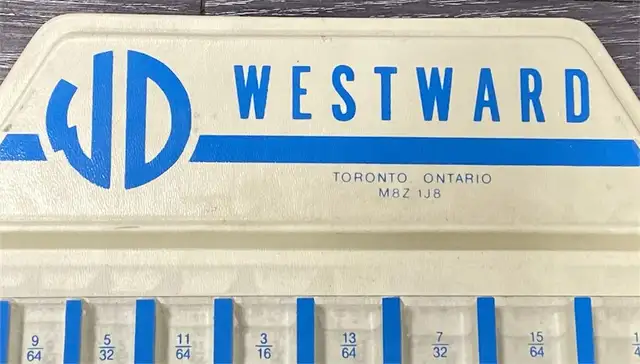 WD WESTWARD
TORONTO ONTARIO
M8Z 1J8
9/64 5/32 11/64 3/16 13/64 7/32 15/64